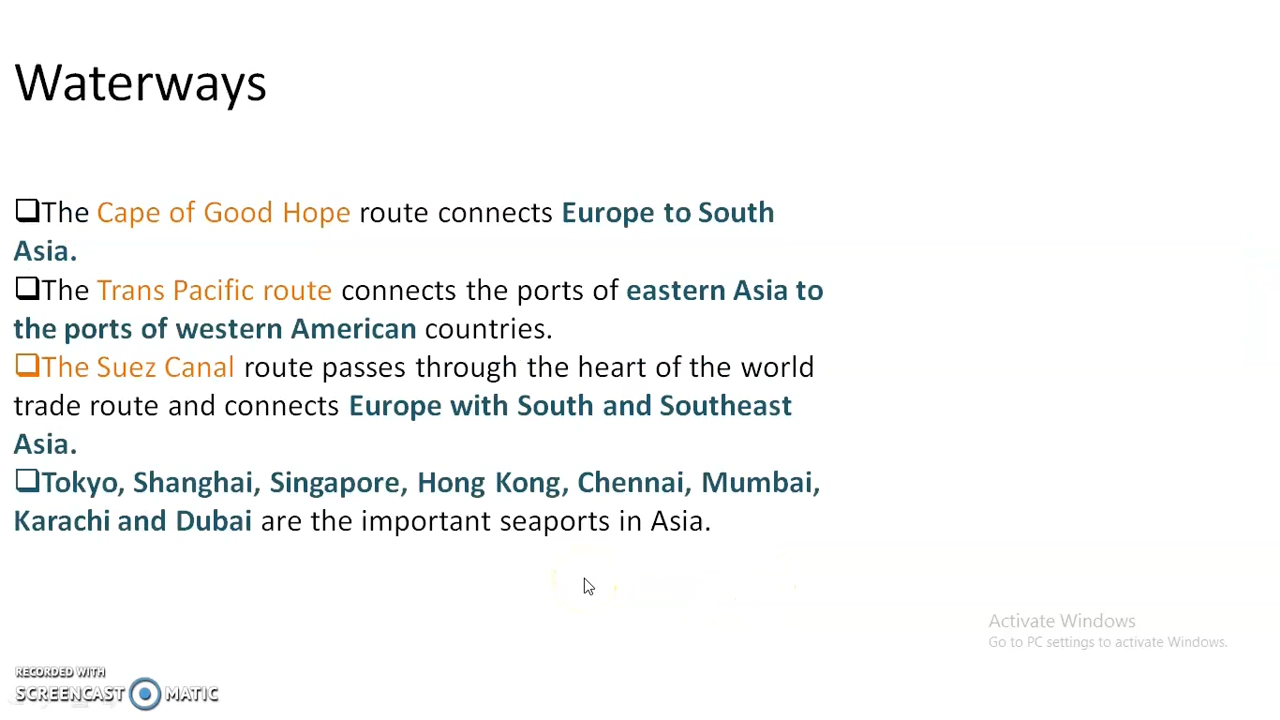 Waterways
❑The Cape of Good Hope route connects Europe to South
Asia.
❑The Trans Pacific route connects the ports of eastern Asia to
the ports of western American countries.
❑The Suez Canal route passes through the heart of the world
trade route and connects Europe with South and Southeast
Asia.
❑Tokyo, Shanghai, Singapore, Hong Kong, Chennai, Mumbai,
Karachi and Dubai are the important seaports in Asia.
Activate Windows
Go to PC settings to activate Windows.
RECORDED WITH
SCREENCAST MATIC